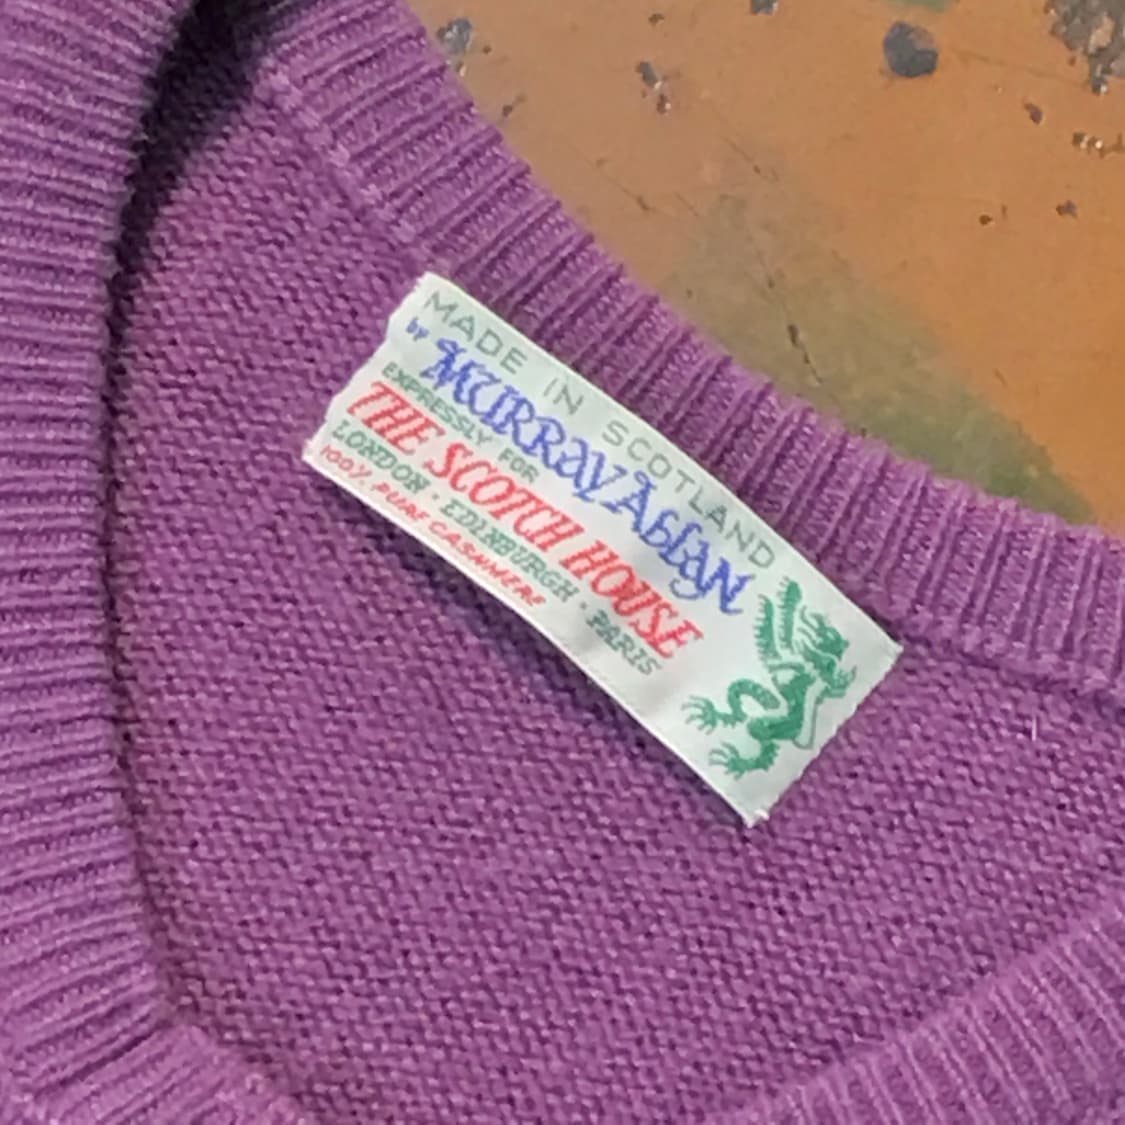 MADE IN SCOTLAND
by MURRAY Allan
EXPRESSLY FOR
THE SCOTCH HOUSE
LONDON · EDINBURGH · PARIS
100% PURE CASHMERE